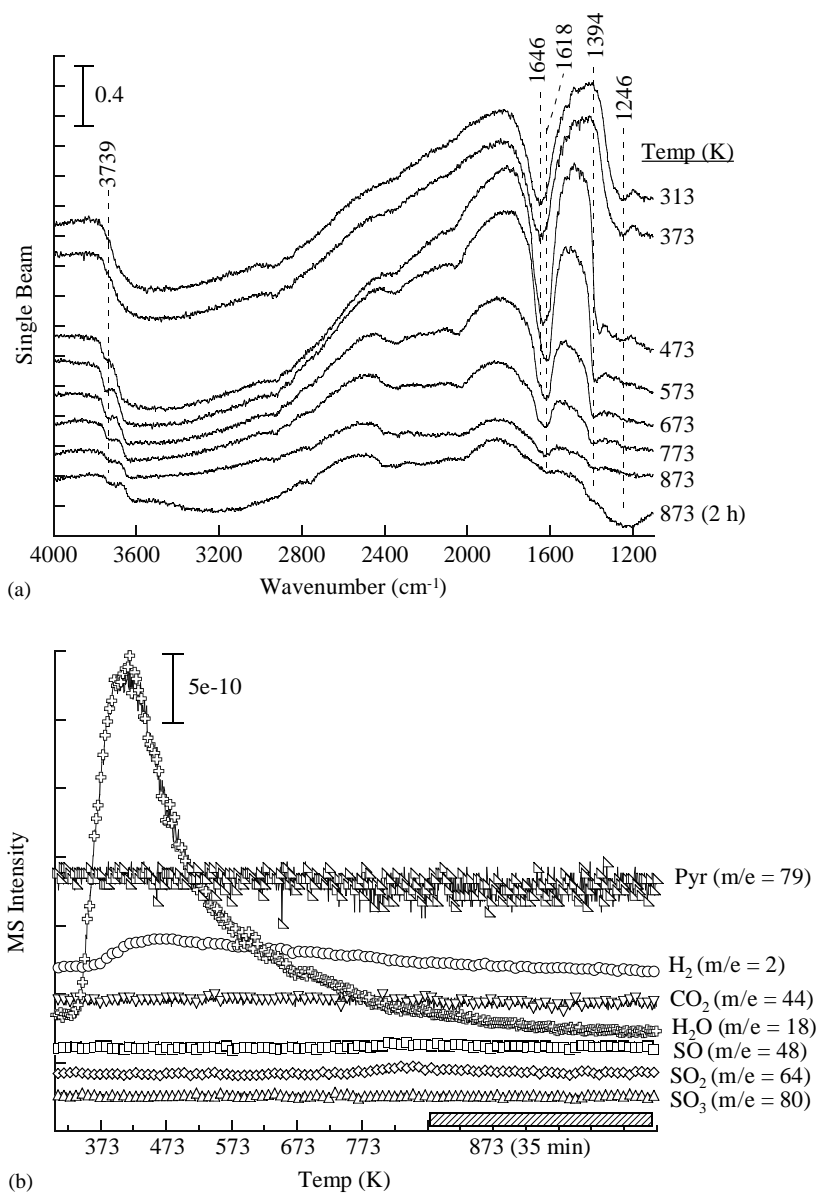 0.4
3739
1646
1618
1394
1246
Temp (K)
313
373
473
573
673
773
873
873 (2 h)
Single Beam
4000 3600 3200 2800 2400 2000 1600 1200
Wavenumber (cm-1)
(a)
5e-10
MS Intensity
Pyr (m/e = 79)
H2 (m/e = 2)
CO2 (m/e = 44)
H2O (m/e = 18)
SO (m/e = 48)
SO2 (m/e = 64)
SO3 (m/e = 80)
373 473 573 673 773 873 (35 min)
Temp (K)
(b)